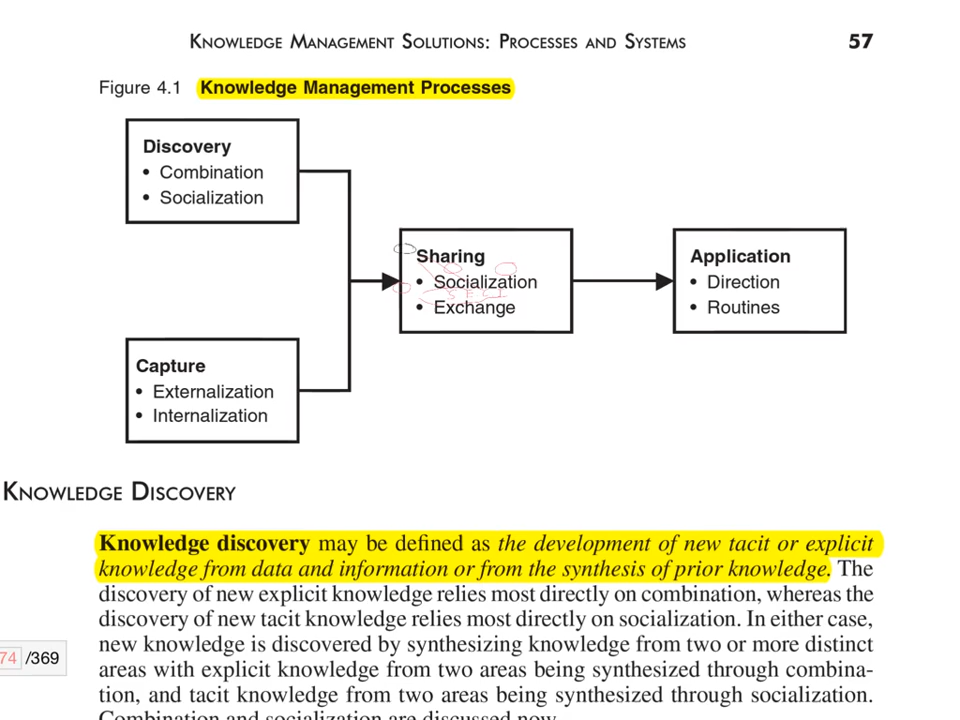 KNOWLEDGE MANAGEMENT SOLUTIONS: PROCESSES AND SYSTEMS 57
Figure 4.1 Knowledge Management Processes
Discovery
• Combination
• Socialization
Sharing
• Socialization
• Exchange
Application
• Direction
• Routines
Capture
• Externalization
• Internalization
KNOWLEDGE DISCOVERY
Knowledge discovery may be defined as the development of new tacit or explicit
knowledge from data and information or from the synthesis of prior knowledge. The
discovery of new explicit knowledge relies most directly on combination, whereas the
discovery of new tacit knowledge relies most directly on socialization. In either case,
new knowledge is discovered by synthesizing knowledge from two or more distinct
areas with explicit knowledge from two areas being synthesized through combina-
tion, and tacit knowledge from two areas being synthesized through socialization.
Combination and socialization are discussed now.
74 /369